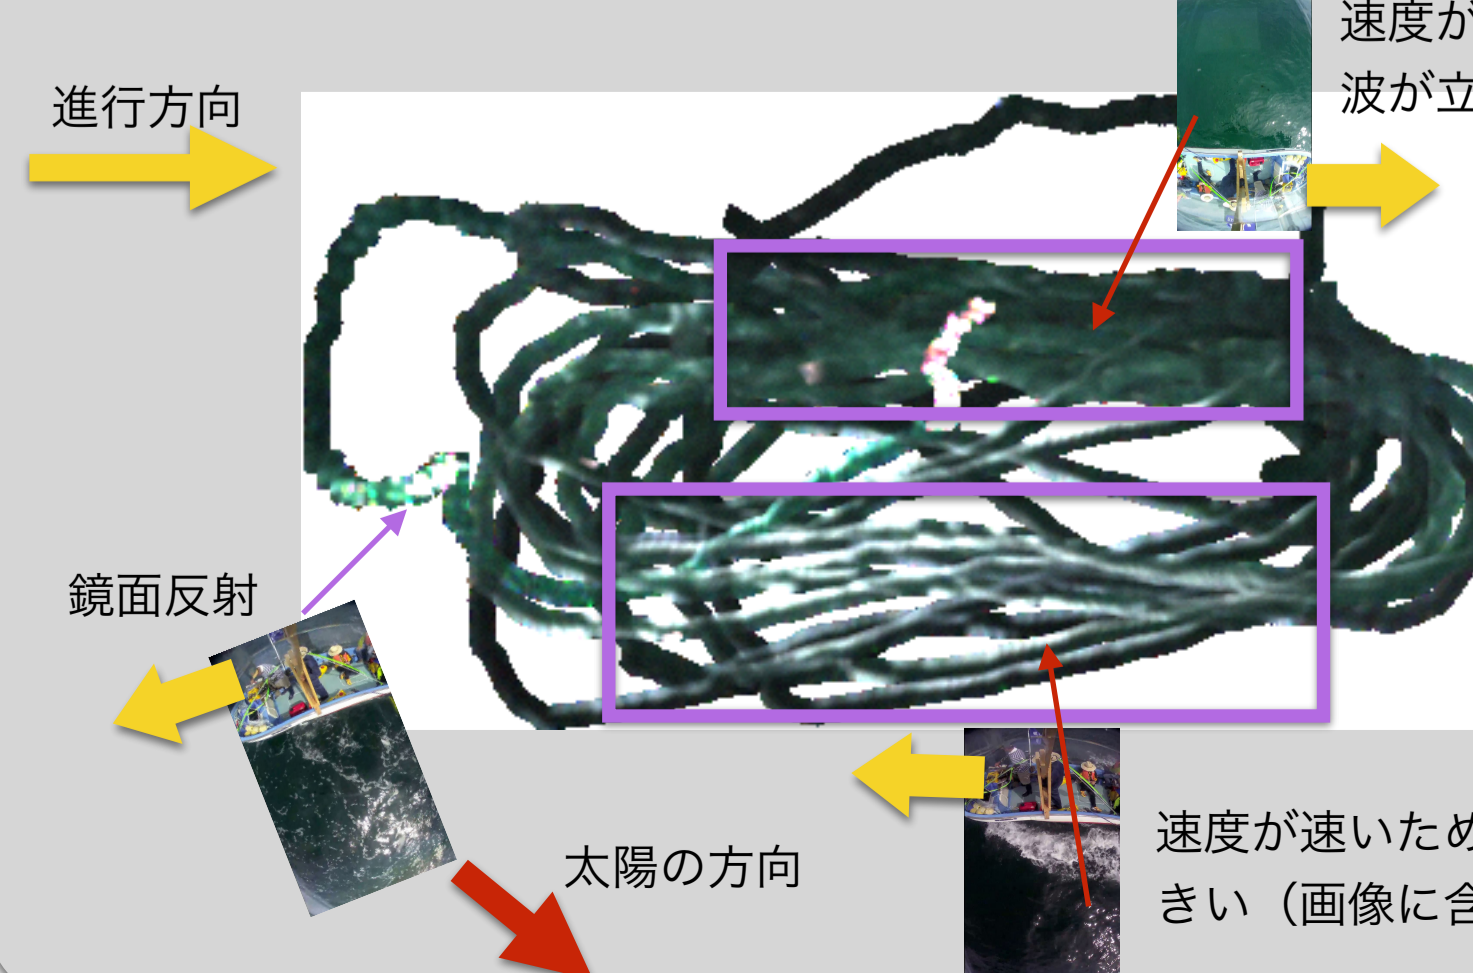 速度が
波が立
進行方向
鏡面反射
太陽の方向
速度が速いため
きい（画像に含